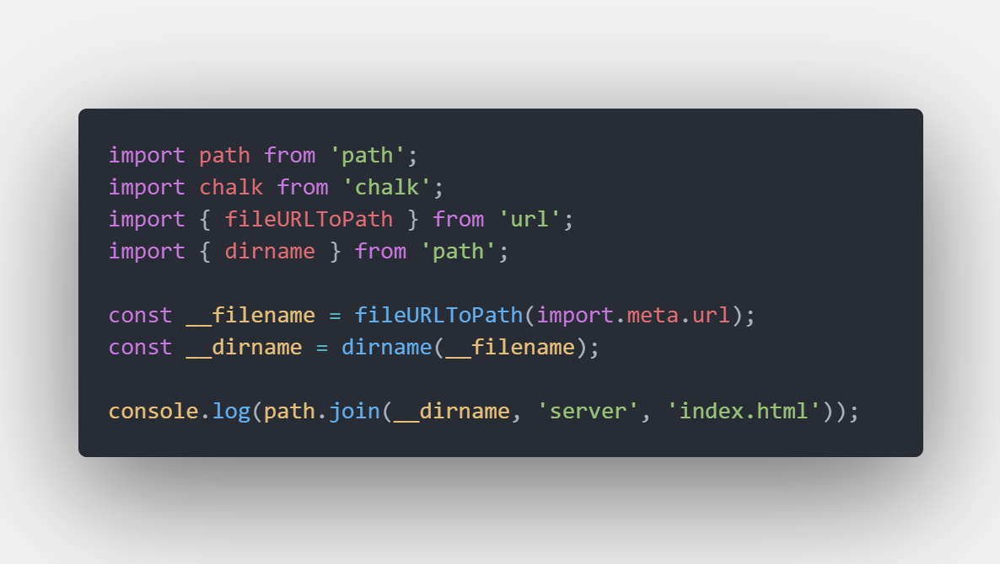 import path from 'path';
import chalk from 'chalk';
import { fileURLToPath } from 'url';
import { dirname } from 'path';
const __filename = fileURLToPath(import.meta.url);
const __dirname = dirname(__filename);
console.log(path.join(__dirname, 'server', 'index.html'));